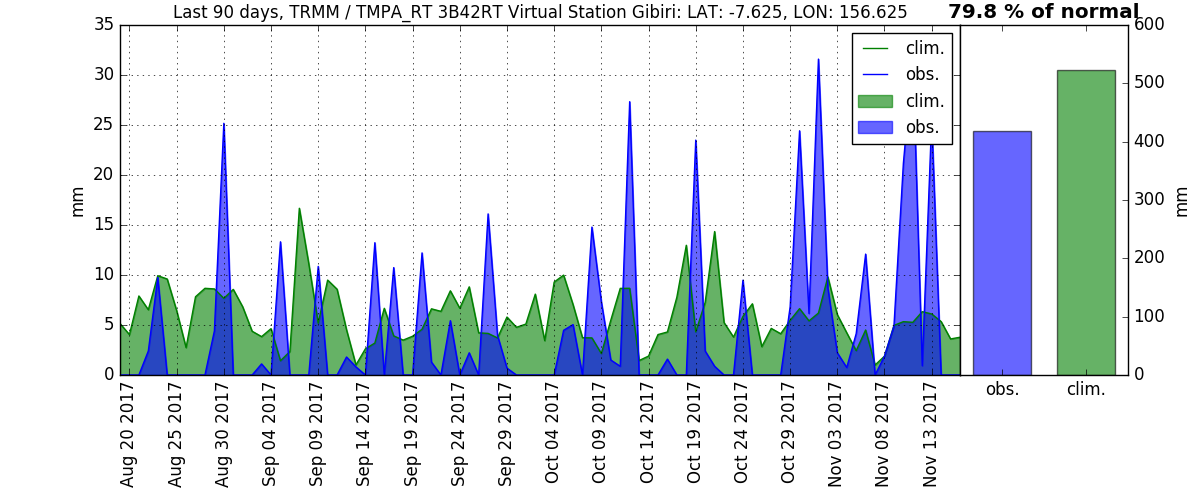 Last 90 days, TRMM / TMPA_RT 3B42RT Virtual Station Gibiri: LAT: -7.625, LON: 156.625
79.8 % of normal
35
30
25
20
15
10
5
0
mm
clim.
obs.
clim.
obs.
600
500
400
300
200
100
0
mm
Aug 20 2017
Aug 25 2017
Aug 30 2017
Sep 04 2017
Sep 09 2017
Sep 14 2017
Sep 19 2017
Sep 24 2017
Sep 29 2017
Oct 04 2017
Oct 09 2017
Oct 14 2017
Oct 19 2017
Oct 24 2017
Oct 29 2017
Nov 03 2017
Nov 08 2017
Nov 13 2017
obs.
clim.